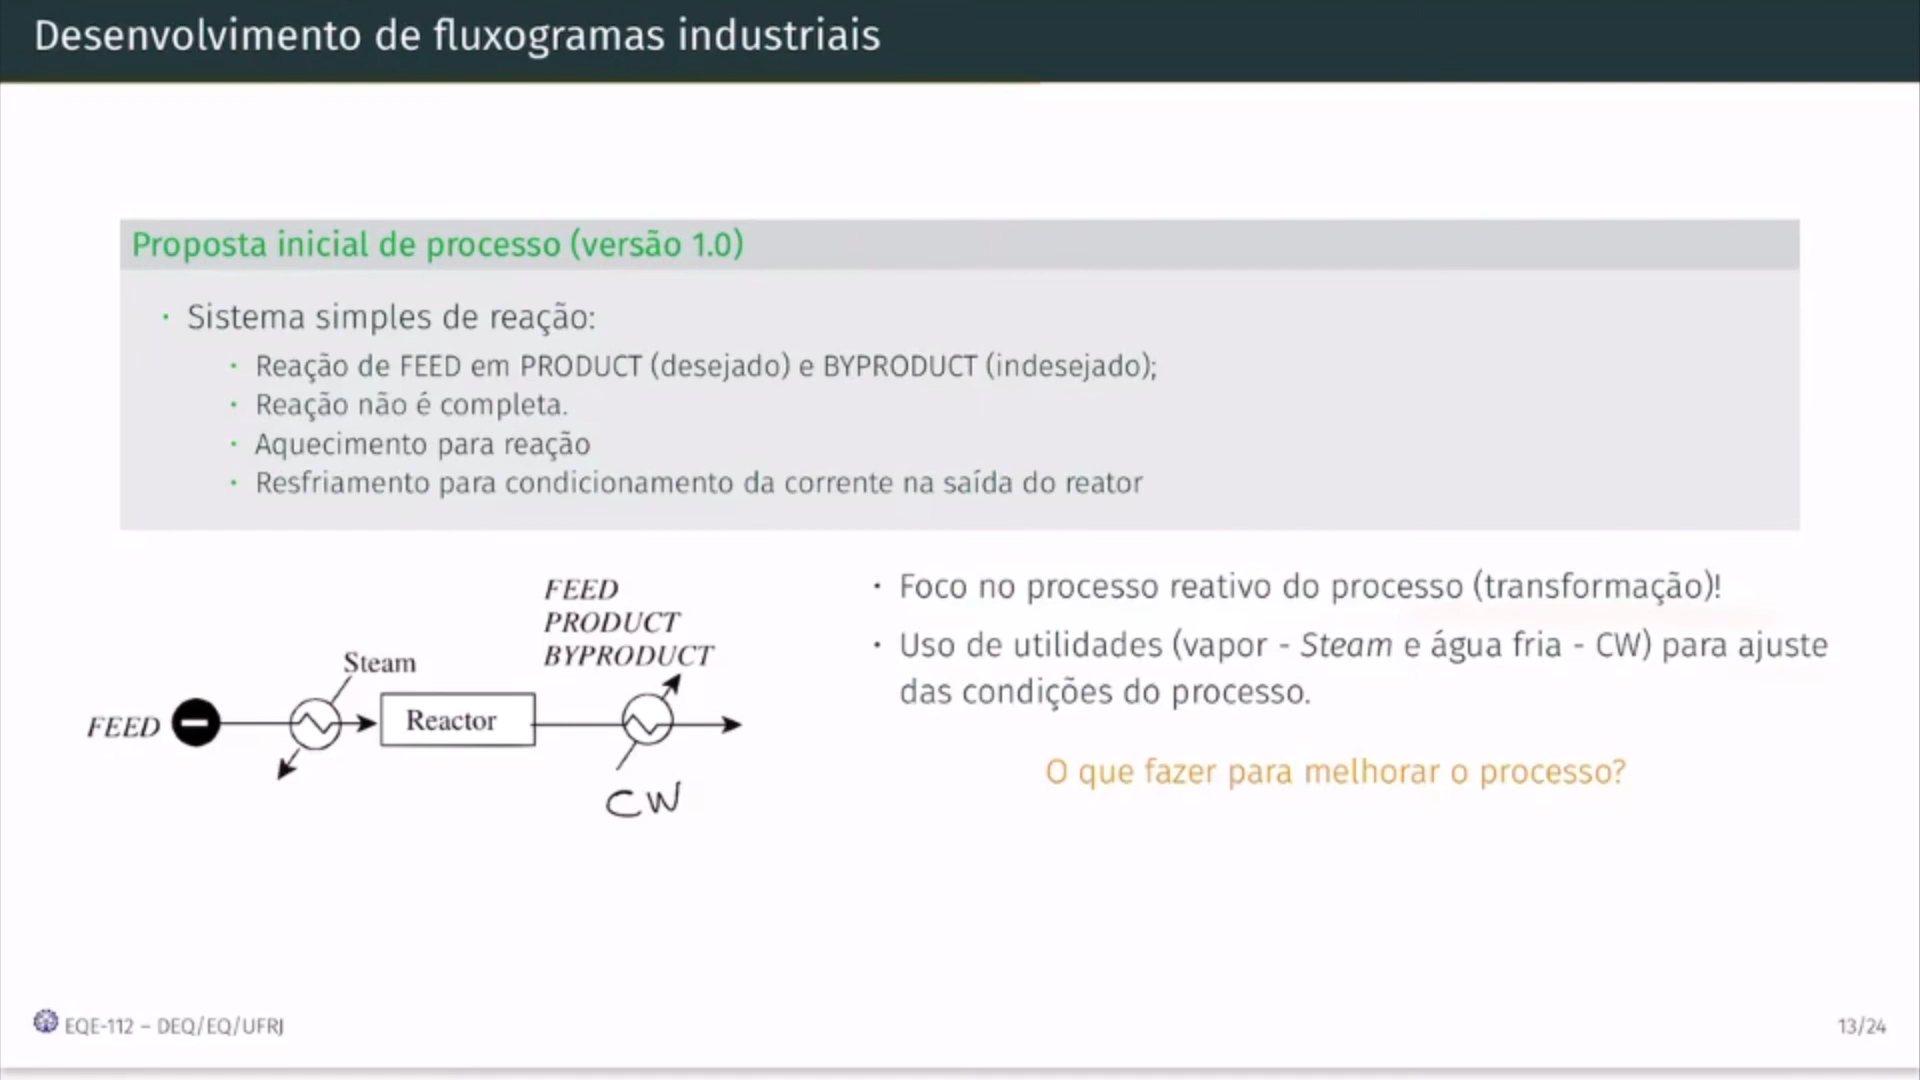 Desenvolvimento de fluxogramas industriais
Proposta inicial de processo (versão 1.0)
· Sistema simples de reação:
· Reação de FEED em PRODUCT (desejado) e BYPRODUCT (indesejado);
· Reação não é completa.
· Aquecimento para reação
· Resfriamento para condicionamento da corrente na saída do reator
FEED
PRODUCT
BYPRODUCT
Steam
FEED
Reactor
CW
· Foco no processo reativo do processo (transformação)!
· Uso de utilidades (vapor - Steam e água fria - CW) para ajuste
das condições do processo.
O que fazer para melhorar o processo?
EQE-112 – DEQ/EQ/UFRJ
13/24